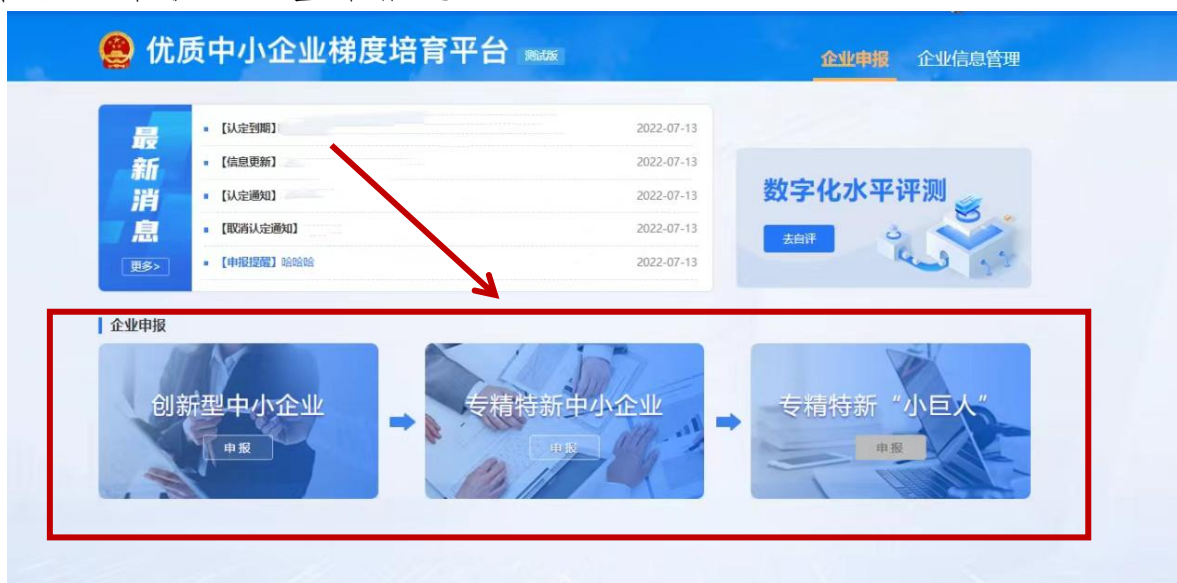 优质中小企业梯度培育平台 测试版
企业申报 企业信息管理
最新消息
更多>
【认定到期】 2022-07-13
【信息更新】 2022-07-13
【认定通知】 2022-07-13
【取消认定通知】 2022-07-13
【申报提醒】哈哈哈 2022-07-13
数字化水平评测
去自评
企业申报
创新型中小企业
申报
专精特新中小企业
申报
专精特新“小巨人”
申报